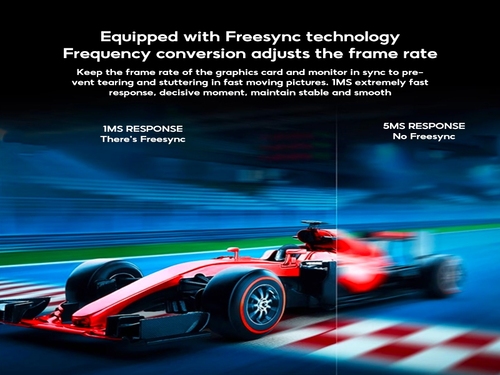 Equipped with Freesync technology
Frequency conversion adjusts the frame rate
Keep the frame rate of the graphics card and monitor in sync to pre-
vent tearing and stuttering in fast moving pictures. 1MS extremely fast
response, decisive moment, maintain stable and smooth
1MS RESPONSE
There's Freesync
5MS RESPONSE
No Freesync